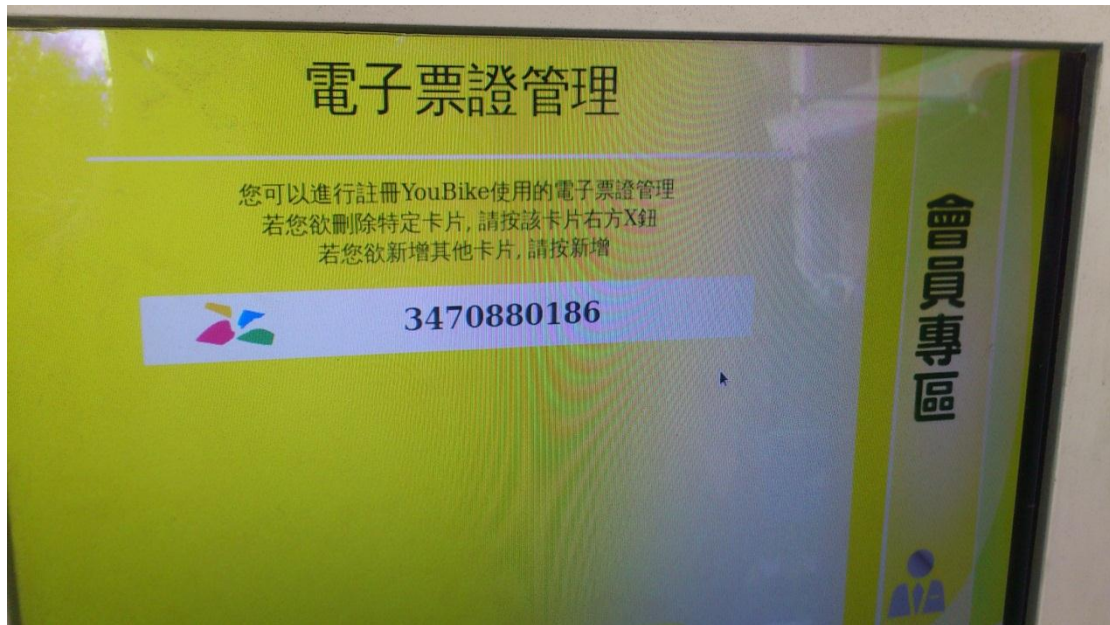 電子票證管理
您可以進行註冊YouBike使用的電子票證管理
若您欲刪除特定卡片, 請按該卡片右方X鈕
若您欲新增其他卡片, 請按新增
3470880186
會員專區